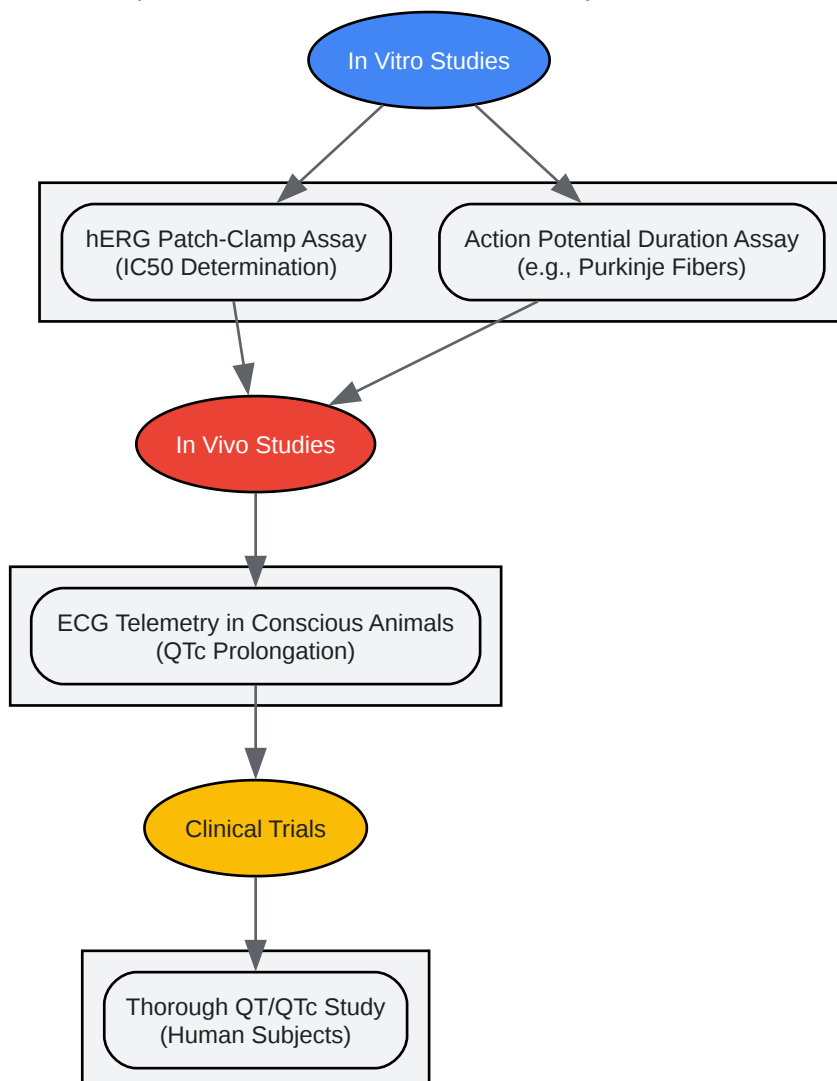 In Vitro Studies
hERG Patch-Clamp Assay
(IC50 Determination)
Action Potential Duration Assay
(e.g., Purkinje Fibers)
In Vivo Studies
ECG Telemetry in Conscious Animals
(QTc Prolongation)
Clinical Trials
Thorough QT/QTc Study
(Human Subjects)